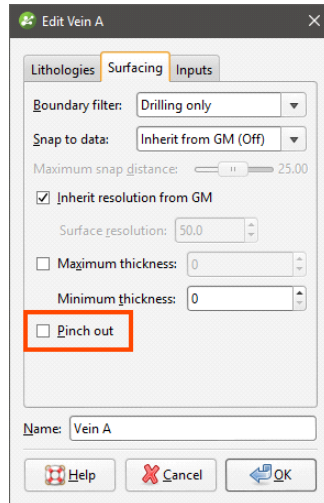 Edit Vein A
Lithologies Surfacing Inputs
Boundary filter: Drilling only
Snap to data: Inherit from GM (Off)
Maximum snap distance: 25.00
Inherit resolution from GM
Surface resolution: 50.0
Maximum thickness: 0
Minimum thickness: 0
Pinch out
Name: Vein A
Help Cancel OK